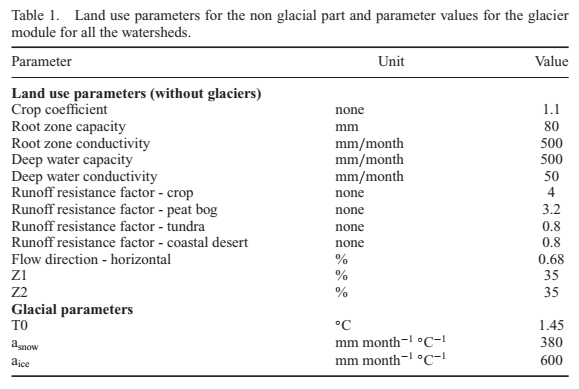 Table 1. Land use parameters for the non glacial part and parameter values for the glacier
module for all the watersheds.
Parameter Unit Value
Land use parameters (without glaciers)
Crop coefficient none 1.1
Root zone capacity mm 80
Root zone conductivity mm/month 500
Deep water capacity mm/month 500
Deep water conductivity mm/month 50
Runoff resistance factor - crop none 4
Runoff resistance factor - peat bog none 3.2
Runoff resistance factor - tundra none 0.8
Runoff resistance factor - coastal desert none 0.8
Flow direction - horizontal % 0.68
Z1 % 35
Z2 % 35
Glacial parameters
T0 °C 1.45
a_snow mm month⁻¹ °C⁻¹ 380
a_ice mm month⁻¹ °C⁻¹ 600